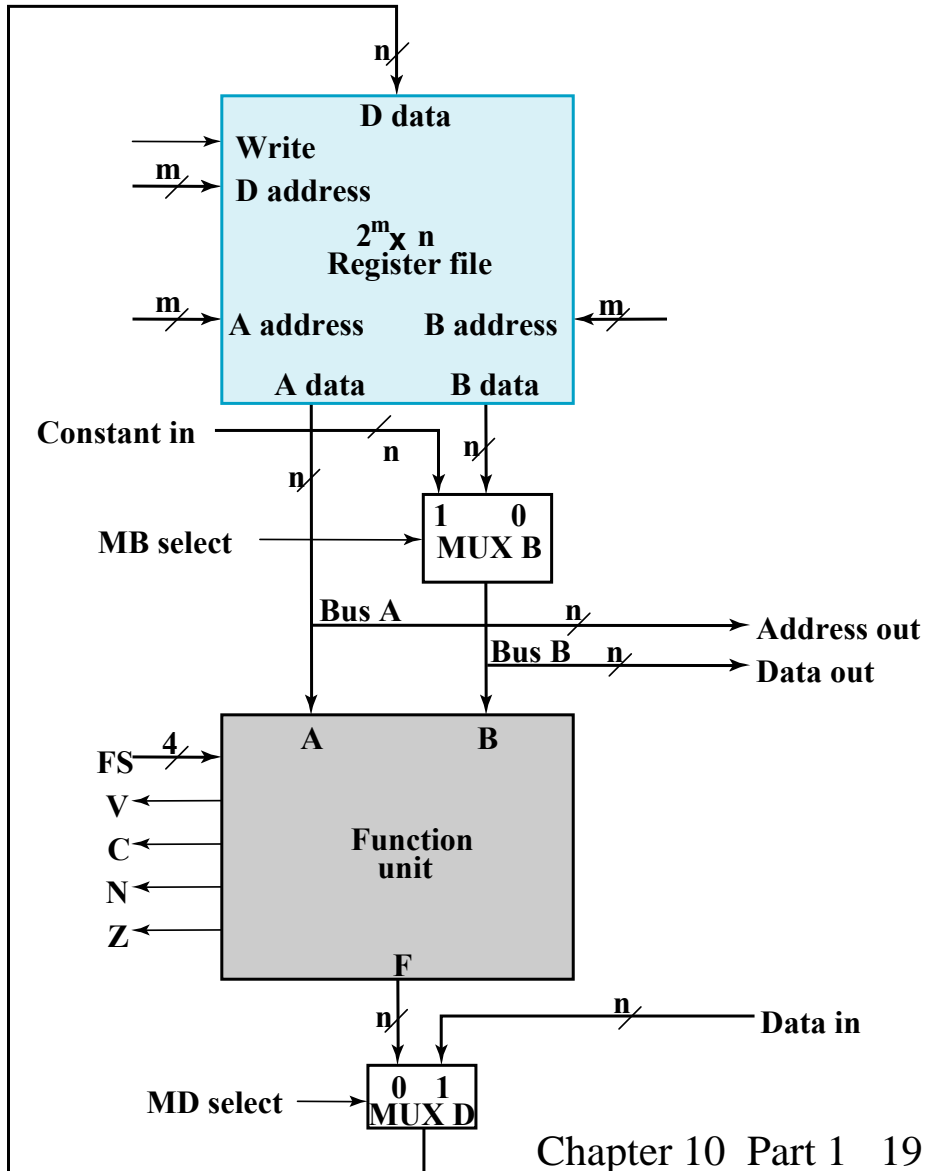 n
D data
Write
m
D address
2^m x n
Register file
m
m
A address
B address
A data
B data
Constant in
n
n
n
1 0
MB select
MUX B
Bus A
n
Address out
Bus B
n
Data out
A
B
4
FS
V
C
N
Z
Function
unit
F
n
n
Data in
0 1
MD select
MUX D
Chapter 10 Part 1 19